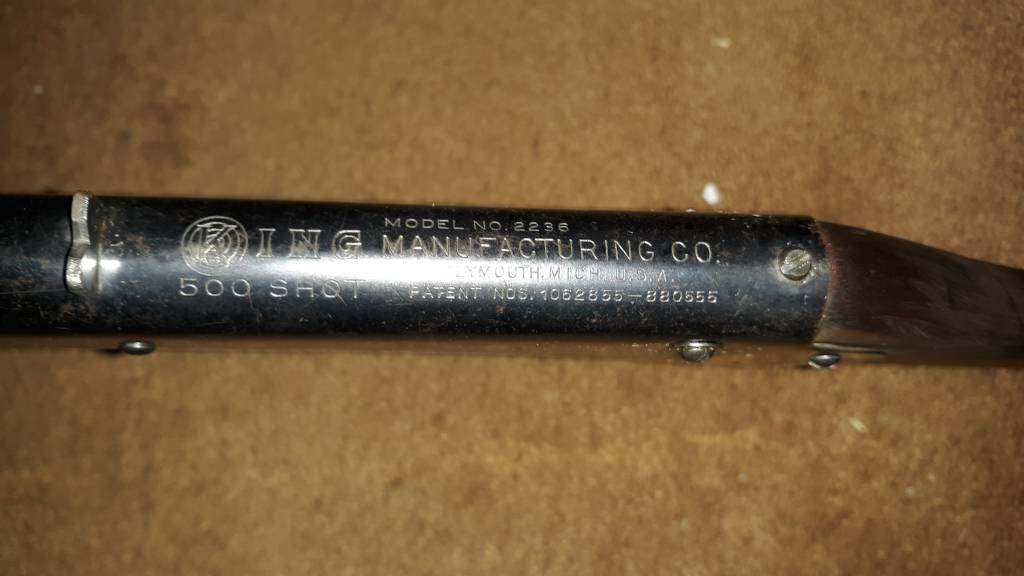 MODEL NO. 2236
KING MANUFACTURING CO.
PLYMOUTH. MICH. U.S.A.
500 SHOT PATENT NOS. 1062855—880555